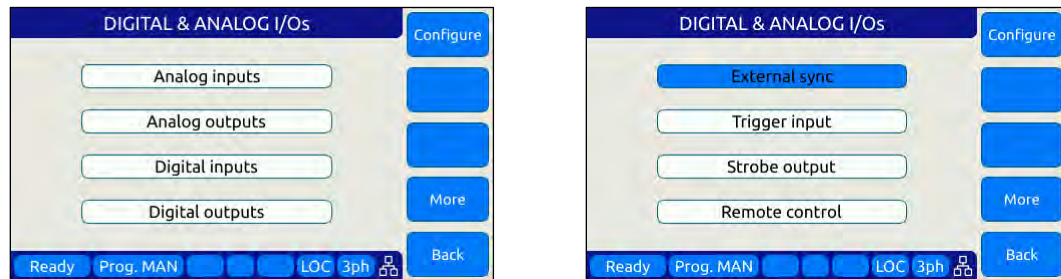 DIGITAL & ANALOG I/Os
Configure
Analog inputs
Analog outputs
Digital inputs
Digital outputs
More
Back
Ready Prog. MAN LOC 3ph
DIGITAL & ANALOG I/Os
Configure
External sync
Trigger input
Strobe output
Remote control
More
Back
Ready Prog. MAN LOC 3ph